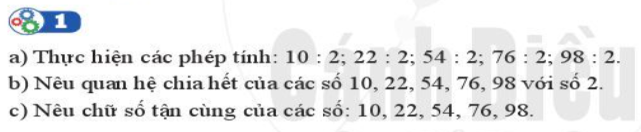 1
a) Thực hiện các phép tính: 10 : 2; 22 : 2; 54 : 2; 76 : 2; 98 : 2.
b) Nêu quan hệ chia hết của các số 10, 22, 54, 76, 98 với số 2.
c) Nêu chữ số tận cùng của các số: 10, 22, 54, 76, 98.
Cánh Diều